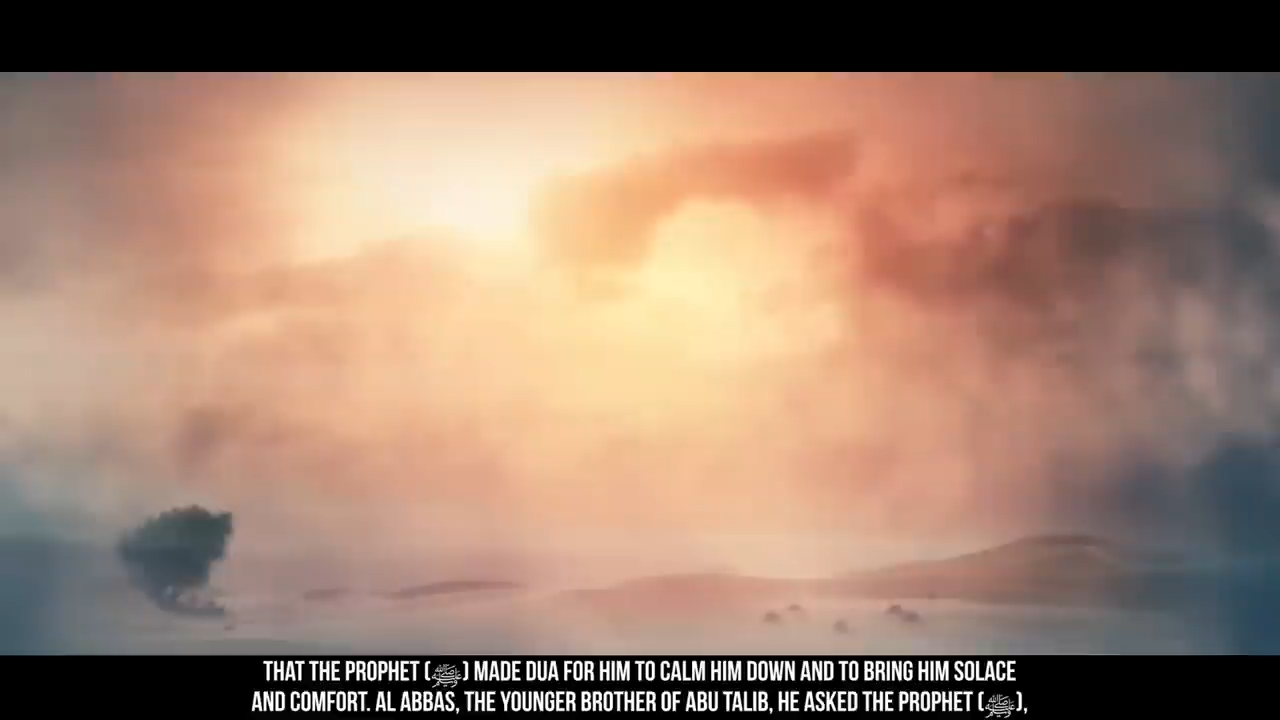 THAT THE PROPHET (ﷺ) MADE DUA FOR HIM TO CALM HIM DOWN AND TO BRING HIM SOLACE
AND COMFORT. AL ABBAS, THE YOUNGER BROTHER OF ABU TALIB, HE ASKED THE PROPHET (ﷺ),